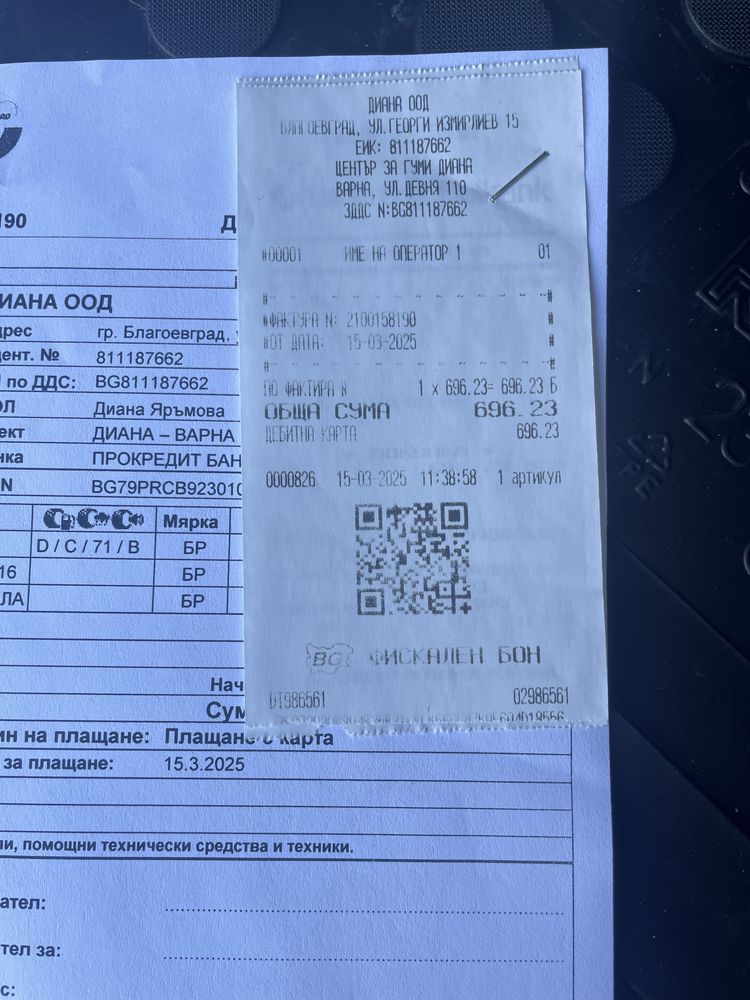 ДИАНА ООД
БЛАГОЕВГРАД, УЛ.ГЕОРГИ ИЗМИРЛИЕВ 15
ЕИК: 811187662
ЦЕНТЪР ЗА ГУМИ ДИАНА
ВАРНА, УЛ.ДЕВНЯ 110
ЗДДС N:BG811187662
#00001 ИМЕ НА ОПЕРАТОР 1 01
#ФАКТУРА N: 2100158190 #
#ОТ ДАТА: 15-03-2025 #
ПО ФАКТУРА N 1 x 696.23= 696.23 Б
ОБЩА СУМА 696.23
ДЕБИТНА КАРТА 696.23
0000826 15-03-2025 11:38:58 1 артикул
BG ФИСКАЛЕН БОН
DT986561 02986561
190 Д
ИАНА ООД
дрес гр. Благоевград,
дент. № 811187662
по ДДС: BG811187662
ОЛ Диана Яръмова
ект ДИАНА – ВАРНА
нка ПРОКРЕДИТ БАН
N BG79PRCB923010
Мярка
D / C / 71 / B БР
16 БР
ЛА БР
Нач
Сум
ин на плащане: Плащане с карта
за плащане: 15.3.2025
ли, помощни технически средства и техники.
ател:
тел за:
с: